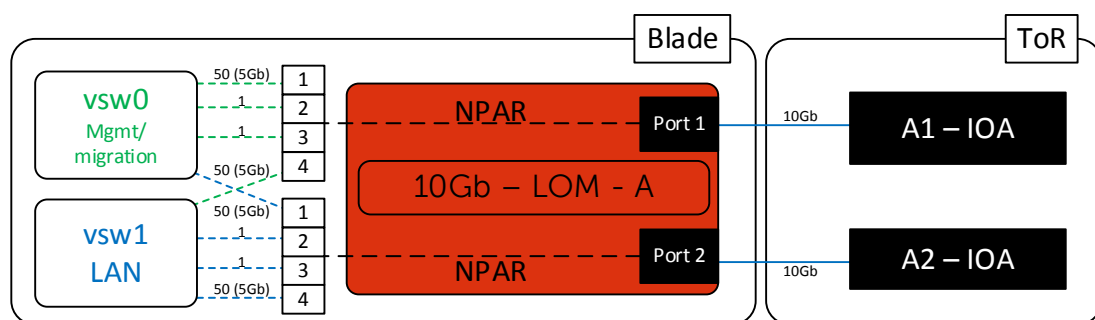 Blade
ToR
vsw0
Mgmt/
migration
50 (5Gb)
1
1
50 (5Gb)
1
2
3
4
vsw1
LAN
50 (5Gb)
1
1
50 (5Gb)
1
2
3
4
NPAR
10Gb – LOM - A
NPAR
Port 1
Port 2
10Gb
10Gb
A1 – IOA
A2 – IOA